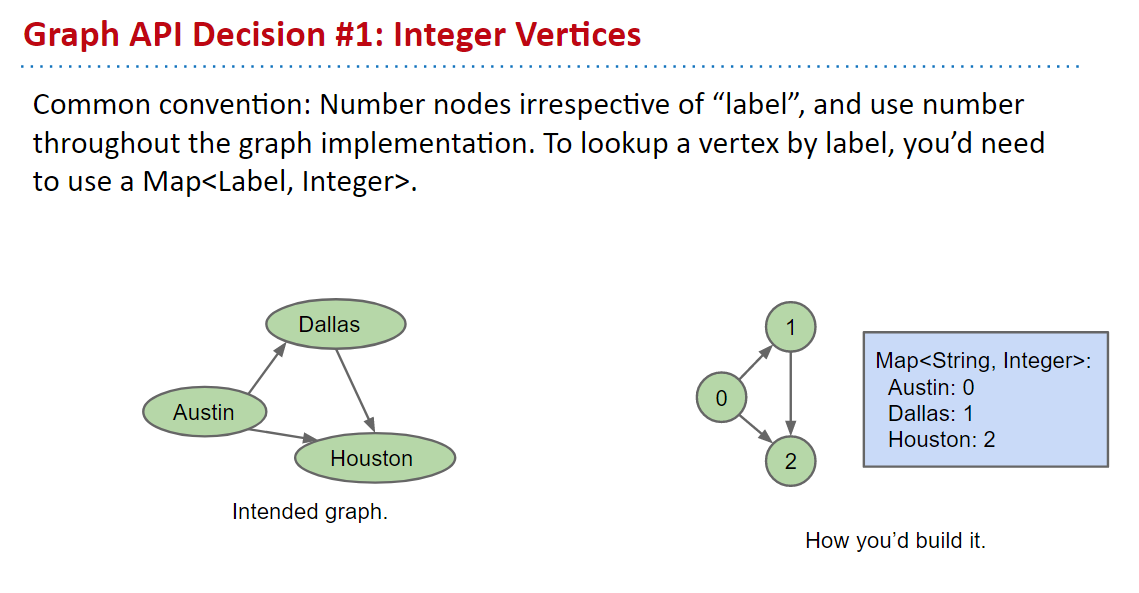 Graph API Decision #1: Integer Vertices
Common convention: Number nodes irrespective of “label”, and use number
throughout the graph implementation. To lookup a vertex by label, you’d need
to use a Map<Label, Integer>.
Dallas
Austin
Houston
Intended graph.
1
0
2
Map<String, Integer>:
Austin: 0
Dallas: 1
Houston: 2
How you’d build it.